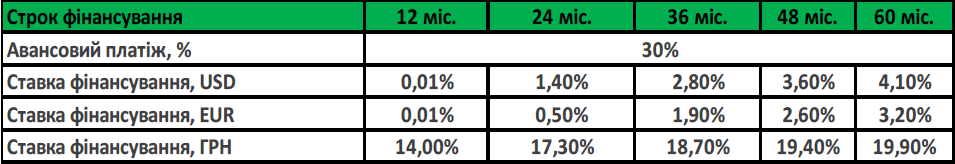 Строк фінансування 12 міс. 24 міс. 36 міс. 48 міс. 60 міс.
Авансовий платіж, % 30%
Ставка фінансування, USD 0,01% 1,40% 2,80% 3,60% 4,10%
Ставка фінансування, EUR 0,01% 0,50% 1,90% 2,60% 3,20%
Ставка фінансування, ГРН 14,00% 17,30% 18,70% 19,40% 19,90%